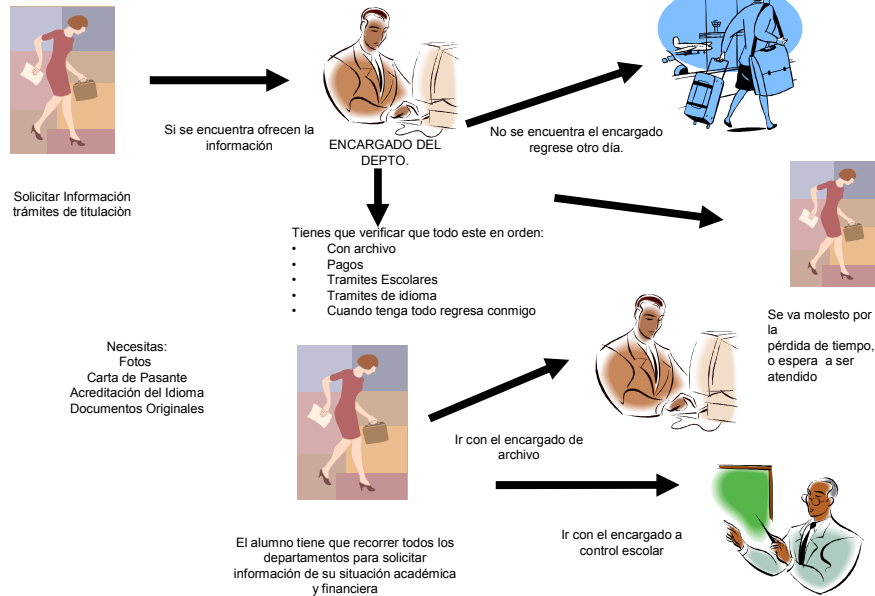 Si se encuentra ofrecen la
información
ENCARGADO DEL
DEPTO.
No se encuentra el encargado
regrese otro día.
Solicitar Información
trámites de titulaciòn
Tienes que verificar que todo este en orden:
• Con archivo
• Pagos
• Tramites Escolares
• Tramites de idioma
• Cuando tenga todo regresa conmigo
Se va molesto por
la
pérdida de tiempo,
o espera a ser
atendido
Necesitas:
Fotos
Carta de Pasante
Acreditación del Idioma
Documentos Originales
Ir con el encargado de
archivo
Ir con el encargado a
control escolar
El alumno tiene que recorrer todos los
departamentos para solicitar
información de su situación académica
y financiera